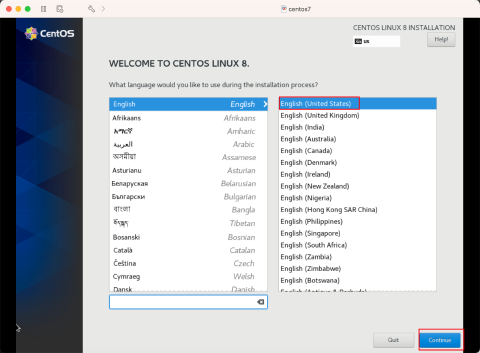 centos7
CentOS
CENTOS LINUX 8 INSTALLATION
us
Help!
WELCOME TO CENTOS LINUX 8.
What language would you like to use during the installation process?
English English
Afrikaans Afrikaans
አማርኛ Amharic
العربية Arabic
অসমীয়া Assamese
Asturianu Asturian
Беларуская Belarusian
Български Bulgarian
বাংলা Bangla
Tibetan
Bosanski Bosnian
Català Catalan
Čeština Czech
Cymraeg Welsh
Dansk Danish
English (United States)
English (United Kingdom)
English (India)
English (Australia)
English (Canada)
English (Denmark)
English (Ireland)
English (New Zealand)
English (Nigeria)
English (Hong Kong SAR China)
English (Philippines)
English (Singapore)
English (South Africa)
English (Zambia)
English (Zimbabwe)
English (Botswana)
English (Antigua & Barbuda)
Quit
Continue